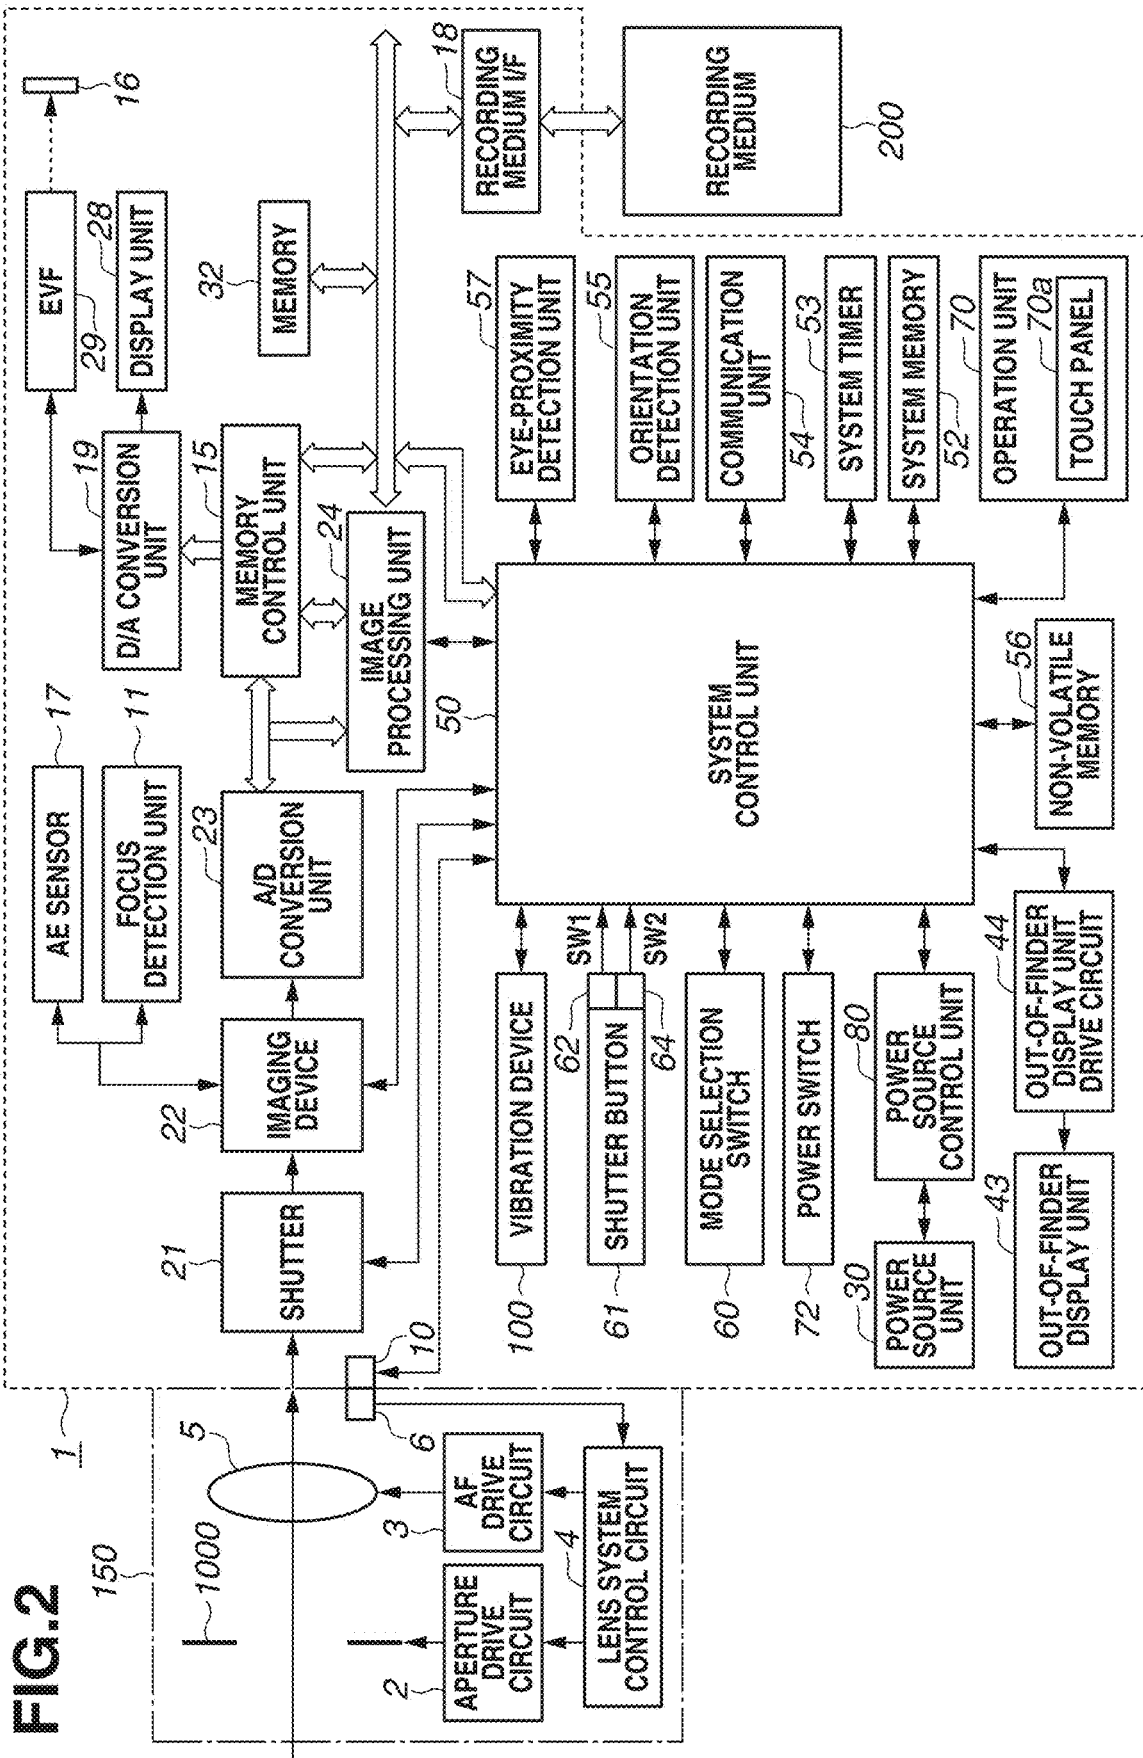 FIG.2
150
1
1000
5
2
APERTURE
DRIVE
CIRCUIT
3
AF
DRIVE
CIRCUIT
4
LENS SYSTEM
CONTROL CIRCUIT
6
10
21
SHUTTER
22
IMAGING
DEVICE
AE SENSOR
17
FOCUS
DETECTION UNIT
11
23
A/D
CONVERSION
UNIT
EVF
29
16
28
DISPLAY UNIT
19
D/A CONVERSION
UNIT
15
MEMORY
CONTROL UNIT
24
IMAGE
PROCESSING UNIT
32
MEMORY
18
RECORDING
MEDIUM I/F
RECORDING
MEDIUM
200
50
SYSTEM
CONTROL UNIT
57
EYE-PROXIMITY
DETECTION UNIT
55
ORIENTATION
DETECTION UNIT
COMMUNICATION
UNIT
54
53
SYSTEM TIMER
SYSTEM MEMORY
52
70
OPERATION UNIT
70a
TOUCH PANEL
56
NON-VOLATILE
MEMORY
100
VIBRATION DEVICE
SW1
62
61
SHUTTER BUTTON
64
SW2
60
MODE SELECTION
SWITCH
72
POWER SWITCH
80
POWER
SOURCE
CONTROL UNIT
30
POWER
SOURCE
UNIT
44
OUT-OF-FINDER
DISPLAY UNIT
DRIVE CIRCUIT
43
OUT-OF-FINDER
DISPLAY UNIT